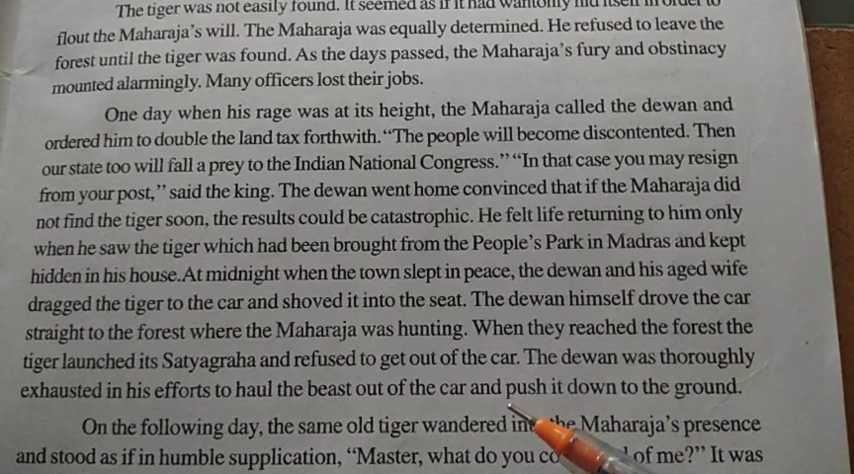 The tiger was not easily found. It seemed as if it had wantonly hid itself in order to
flout the Maharaja's will. The Maharaja was equally determined. He refused to leave the
forest until the tiger was found. As the days passed, the Maharaja's fury and obstinacy
mounted alarmingly. Many officers lost their jobs.
One day when his rage was at its height, the Maharaja called the dewan and
ordered him to double the land tax forthwith. “The people will become discontented. Then
our state too will fall a prey to the Indian National Congress.” “In that case you may resign
from your post,” said the king. The dewan went home convinced that if the Maharaja did
not find the tiger soon, the results could be catastrophic. He felt life returning to him only
when he saw the tiger which had been brought from the People's Park in Madras and kept
hidden in his house.At midnight when the town slept in peace, the dewan and his aged wife
dragged the tiger to the car and shoved it into the seat. The dewan himself drove the car
straight to the forest where the Maharaja was hunting. When they reached the forest the
tiger launched its Satyagraha and refused to get out of the car. The dewan was thoroughly
exhausted in his efforts to haul the beast out of the car and push it down to the ground.
On the following day, the same old tiger wandered the Maharaja's presence
and stood as if in humble supplication, “Master, what do you of me?” It was